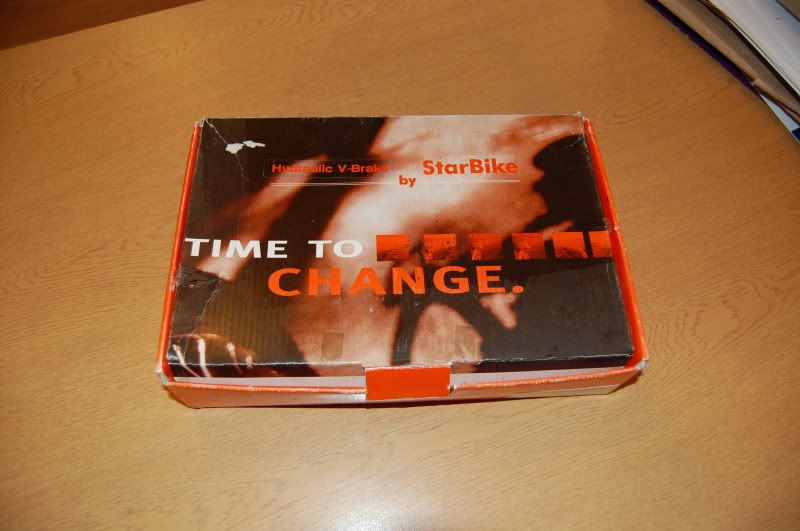 Hydraulic V-Brake by StarBike
TIME TO
CHANGE.